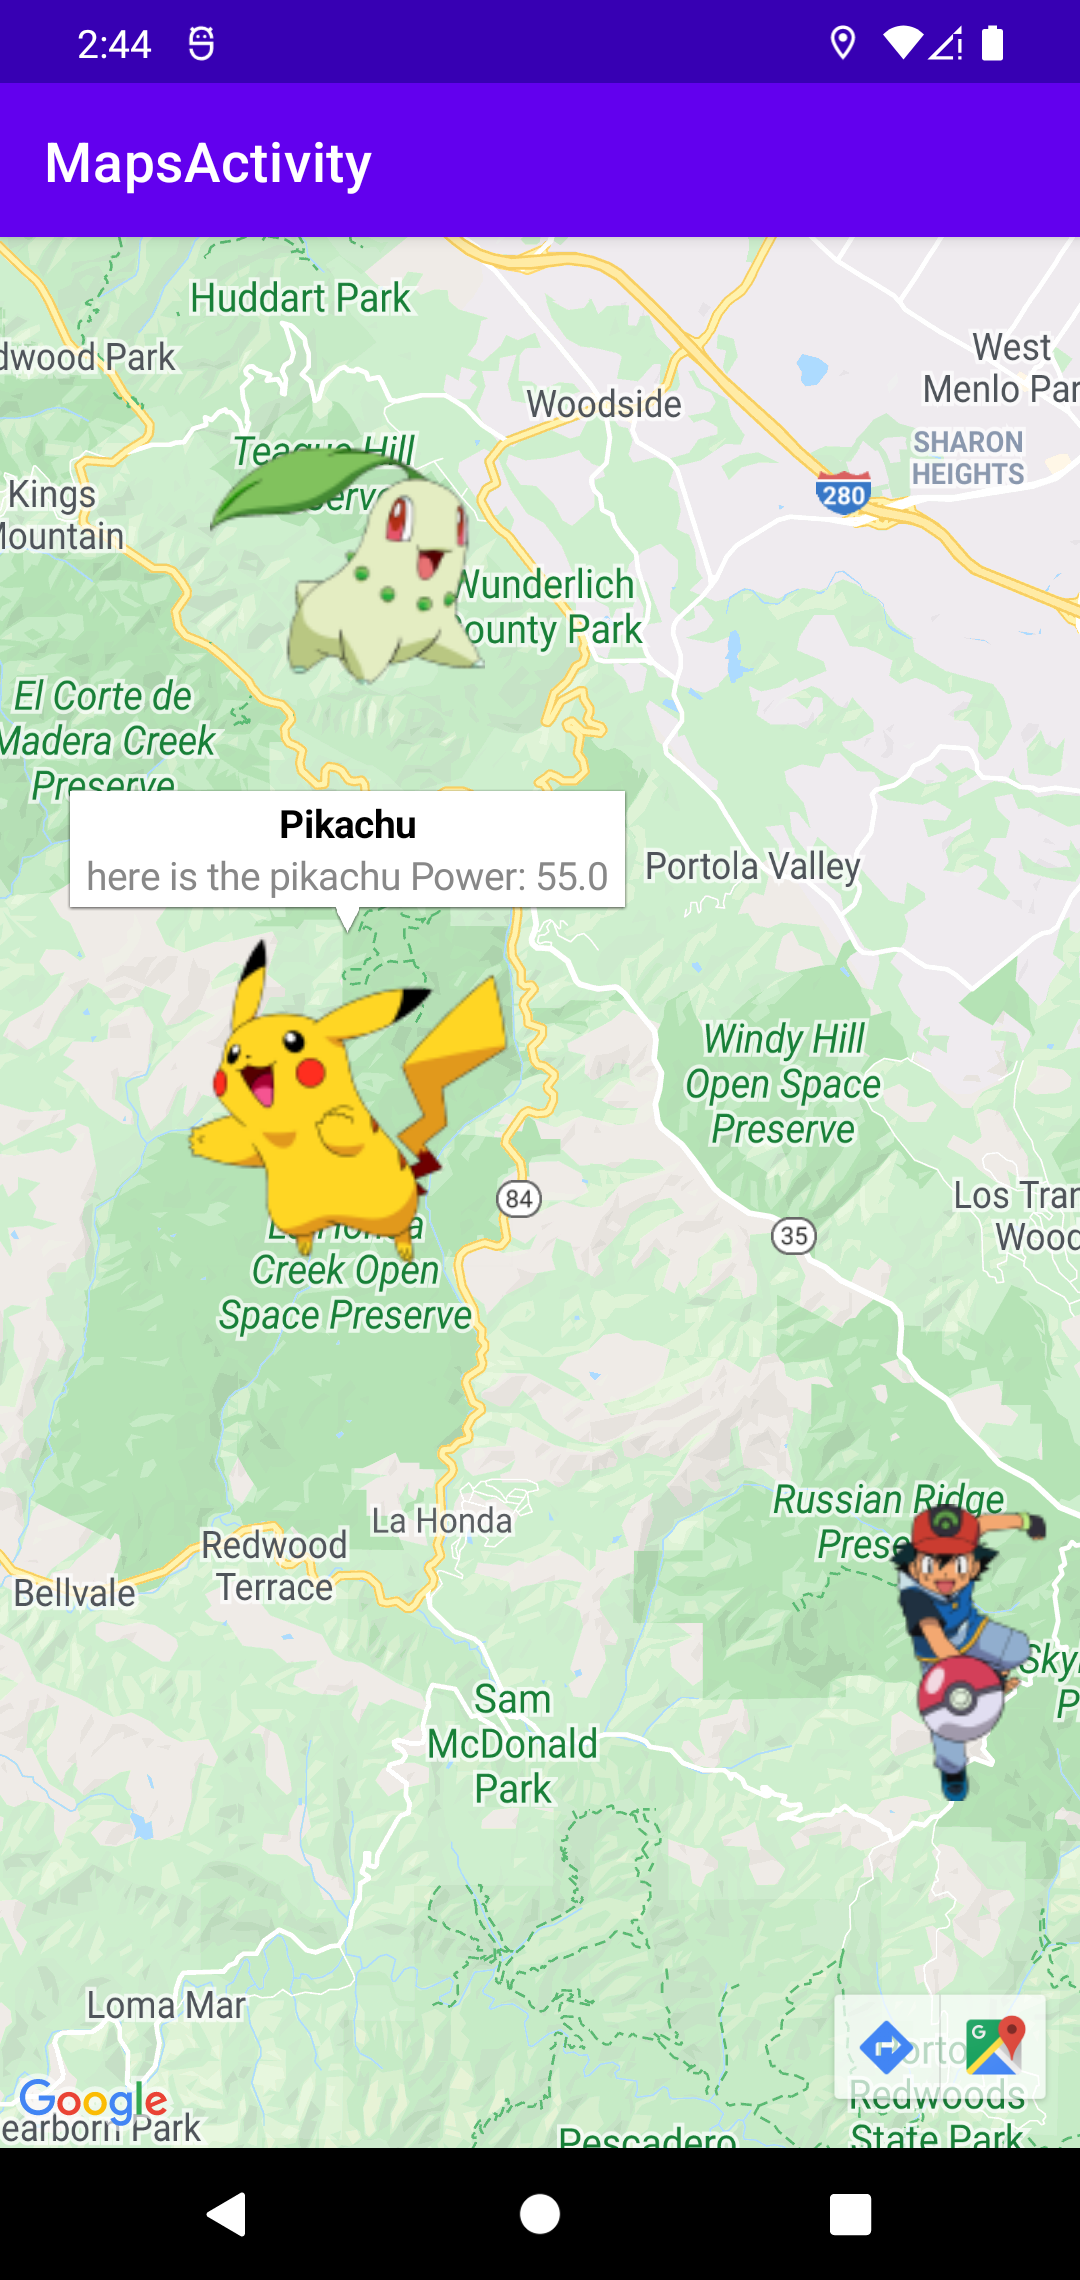 2:44
MapsActivity
Huddart Park
dwood Park
West
Menlo Par
Woodside
SHARON
HEIGHTS
Teague Hill
Kings
Mountain
280
Wunderlich
County Park
El Corte de
Madera Creek
Preserve
Pikachu
here is the pikachu Power: 55.0
Portola Valley
Windy Hill
Open Space
Preserve
84
35
Los Tran
Wood
La Honda
Creek Open
Space Preserve
Russian Ridge
Prese
La Honda
Redwood
Terrace
Bellvale
Sky
P
Sam
McDonald
Park
Loma Mar
G
Porto
Redwoods
State Park
Google
earborn Park
Pescadero